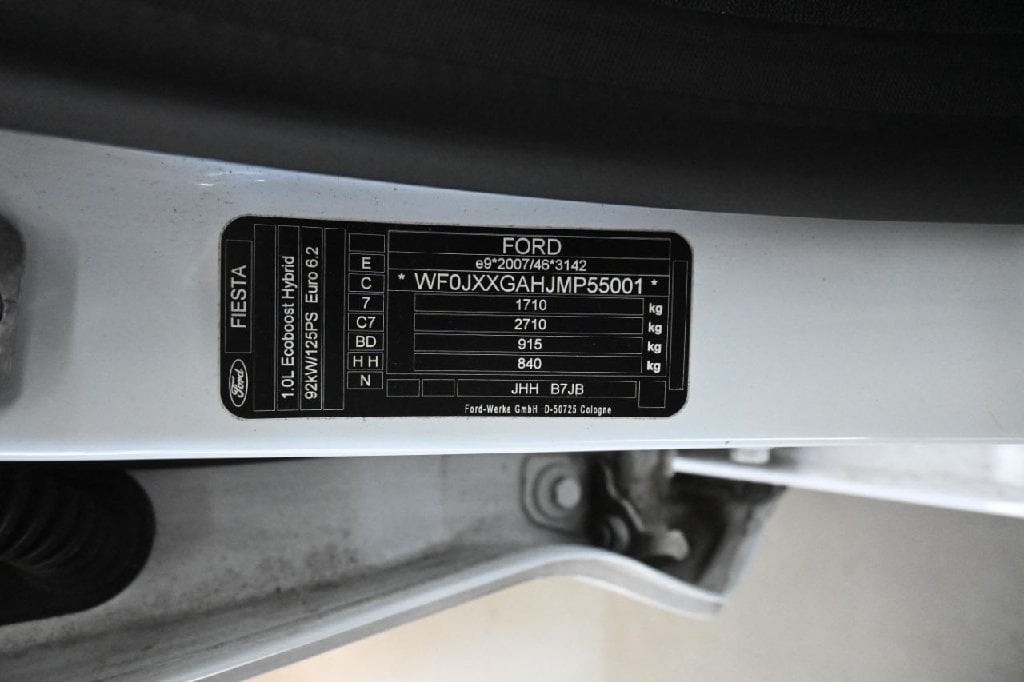 FORD
e9*2007/46*3142
* WF0JXXGAHJMP55001 *
1710 kg
2710 kg
915 kg
840 kg
JHH B7JB
Ford-Werke GmbH D-50725 Cologne
E
C
7
C7
BD
H H
N
FIESTA
Ford
1.0L Ecoboost Hybrid
92kW/125PS Euro 6.2